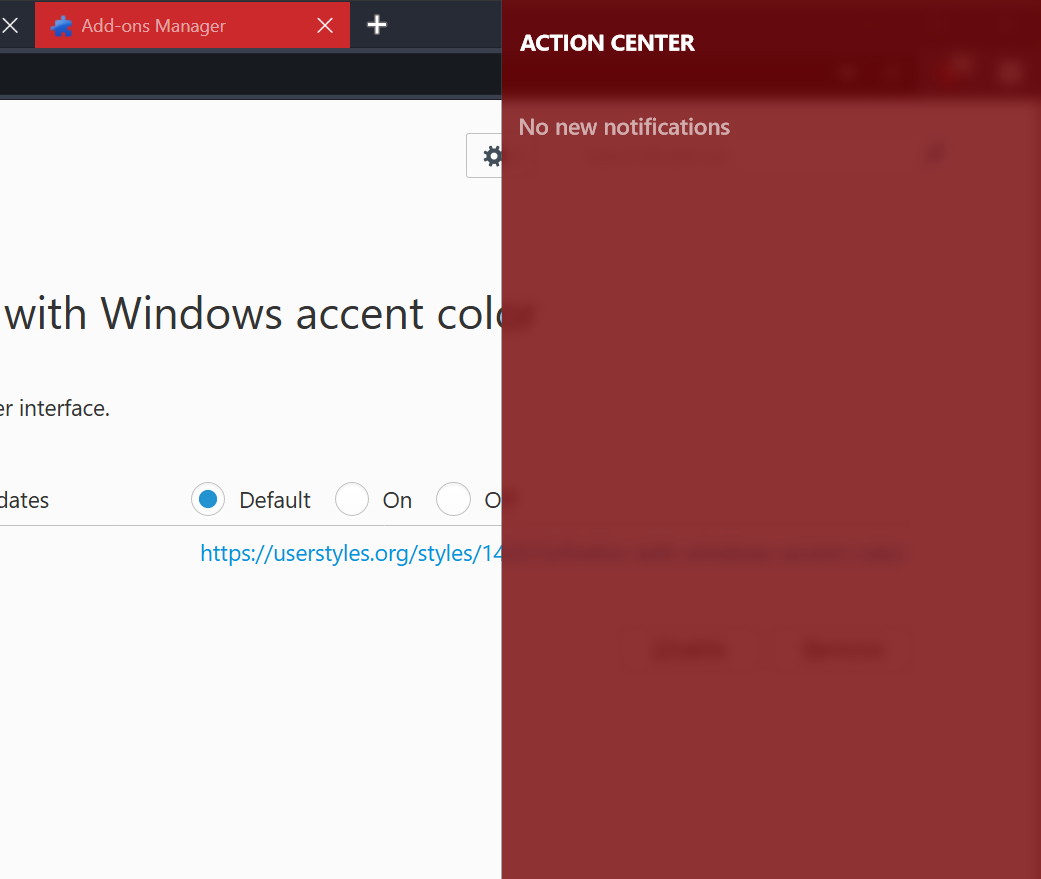 Add-ons Manager
ACTION CENTER
No new notifications
with Windows accent color
er interface.
dates
Default
On
https://userstyles.org/styles/14